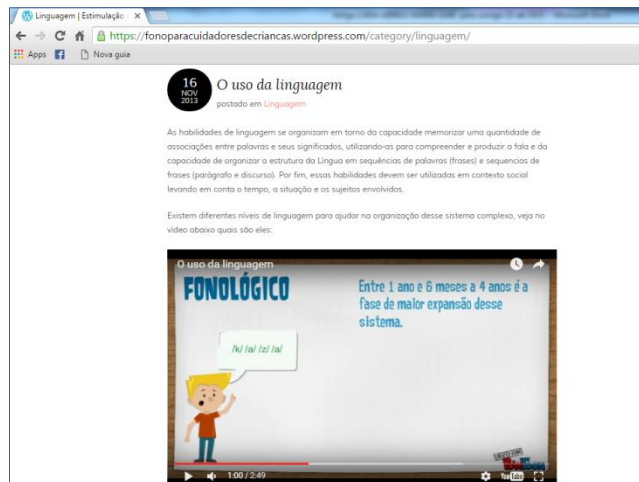 Linguagem | Estimulação
https://fonoparacuidadoresdecriancas.wordpress.com/category/linguagem/
Apps
Nova guia
16
NOV
2013
O uso da linguagem
postado em Linguagem
As habilidades de linguagem se organizam em torno da capacidade memorizar uma quantidade de
associações entre palavras e seus significados, utilizando-as para compreender e produzir a fala e da
capacidade de organizar a estrutura da Língua em sequências de palavras (frases) e sequencias de
frases (parágrafo e discurso). Por fim, essas habilidades devem ser utilizadas em contexto social
levando em conta o tempo, a situação e os sujeitos envolvidos.
Existem diferentes níveis de linguagem para ajudar na organização desse sistema complexo, veja no
vídeo abaixo quais são eles:
O uso da linguagem
FONOLÓGICO
Entre 1 ano e 6 meses a 4 anos é a
fase de maior expansão desse
sistema.
/k/ /a/ /z/ /a/
1:00 / 2:49
YouTube